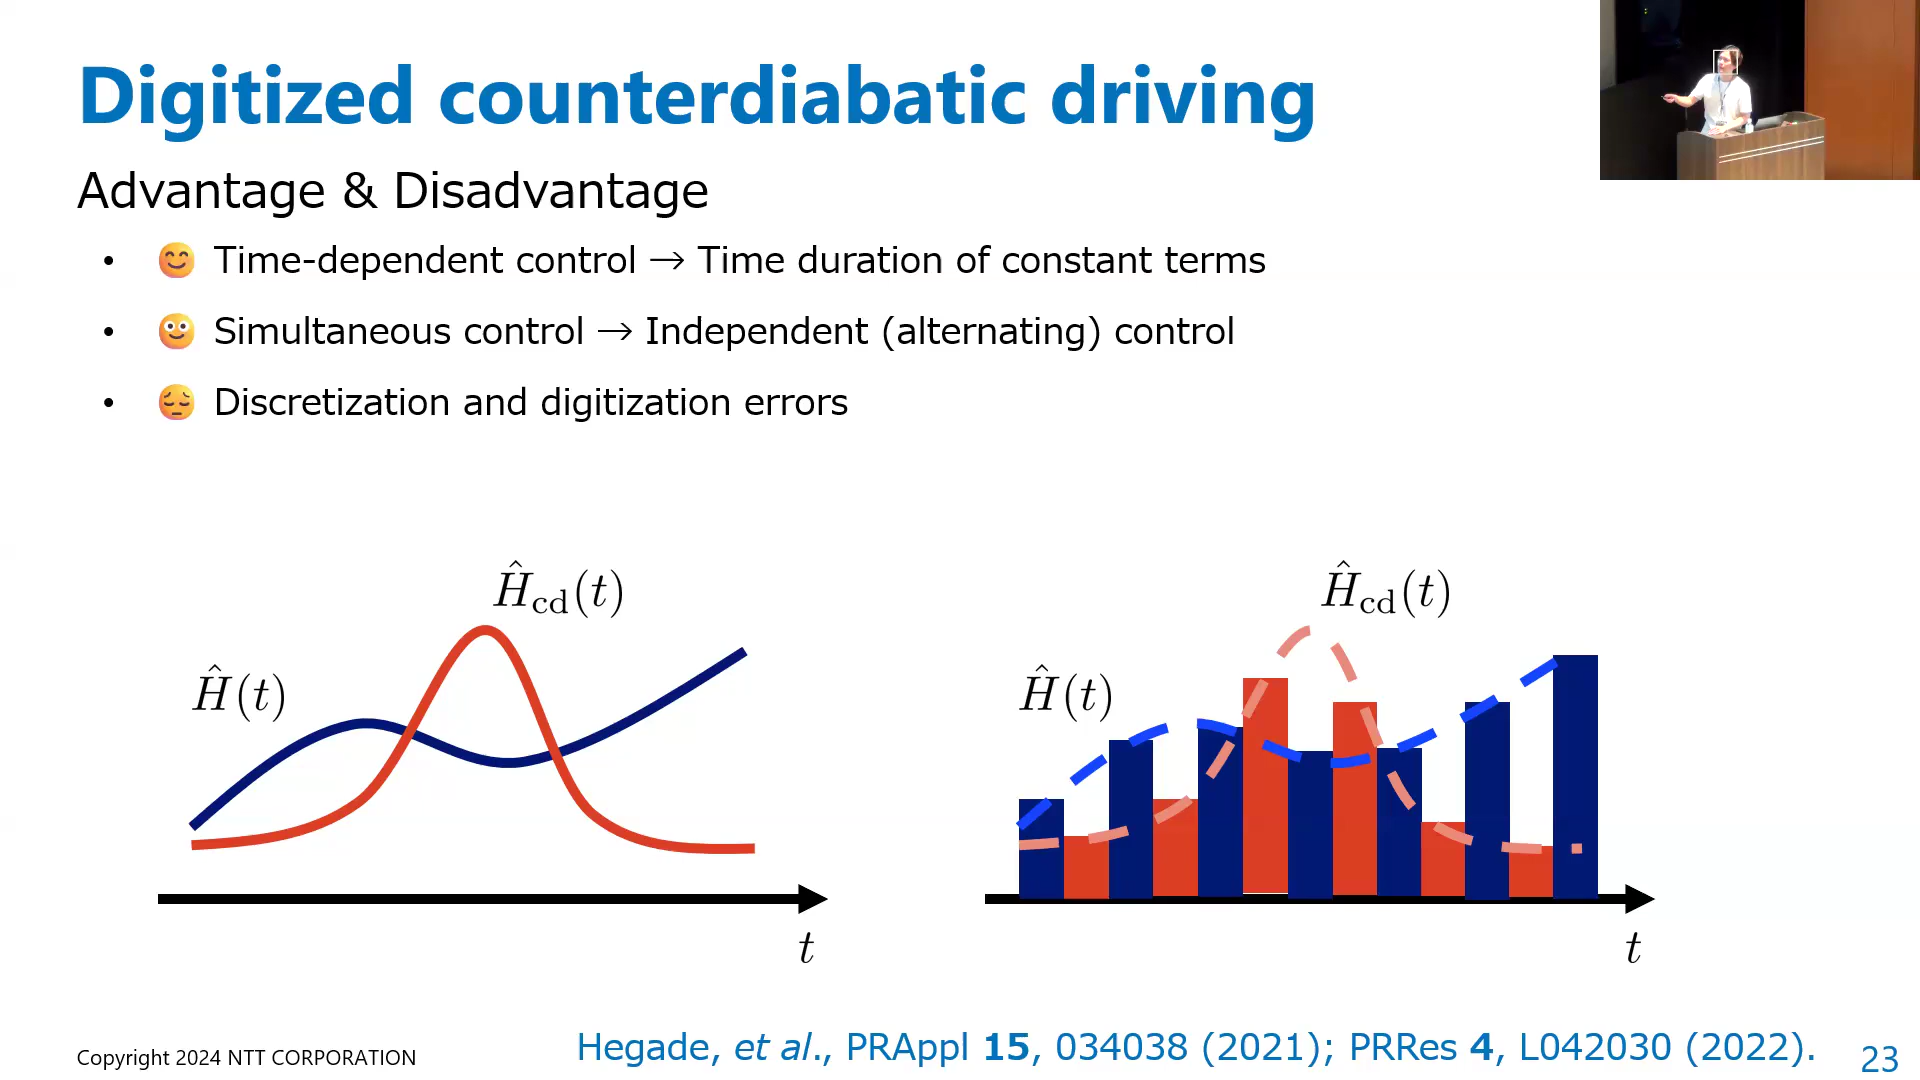 Digitized counterdiabatic driving
Advantage & Disadvantage
• 😊 Time-dependent control → Time duration of constant terms
• 🙂 Simultaneous control → Independent (alternating) control
• 😔 Discretization and digitization errors
Ĥcd(t)
Ĥ(t)
t
Ĥcd(t)
Ĥ(t)
t
Hegade, et al., PRAppl 15, 034038 (2021); PRRes 4, L042030 (2022).
Copyright 2024 NTT CORPORATION
23